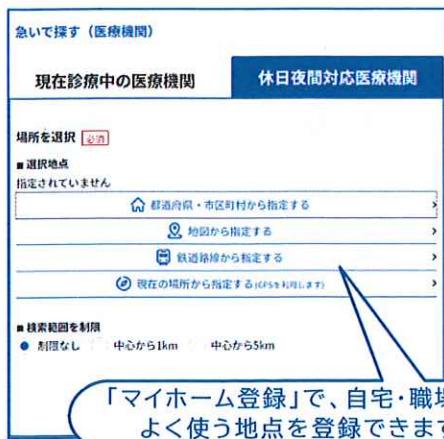 急いで探す（医療機関）
現在診療中の医療機関
休日夜間対応医療機関
場所を選択 必須
■選択地点
指定されていません
都道府県・市区町村から指定する
地図から指定する
鉄道路線から指定する
現在の場所から指定する(GPSを利用します)
■検索範囲を制限
制限なし 中心から1km 中心から5km
「マイホーム登録」で、自宅・職場
よく使う地点を登録できます